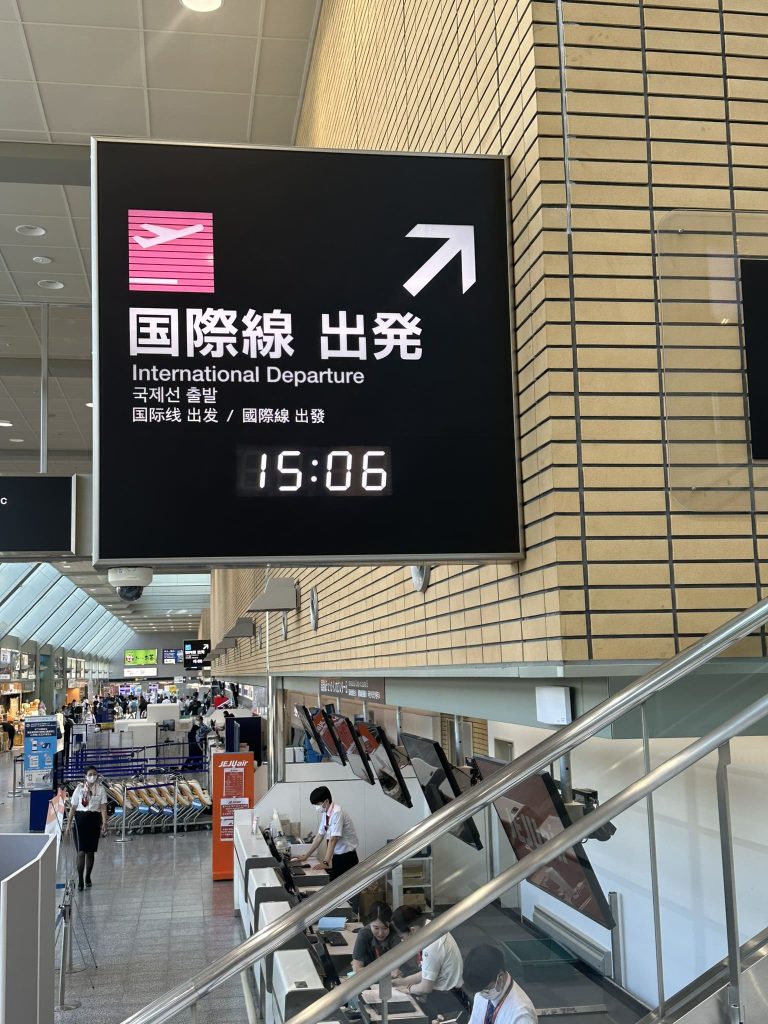 国際線 出発
International Departure
국제선 출발
国际线 出发 / 國際線 出發
15:06
C
JEJUair